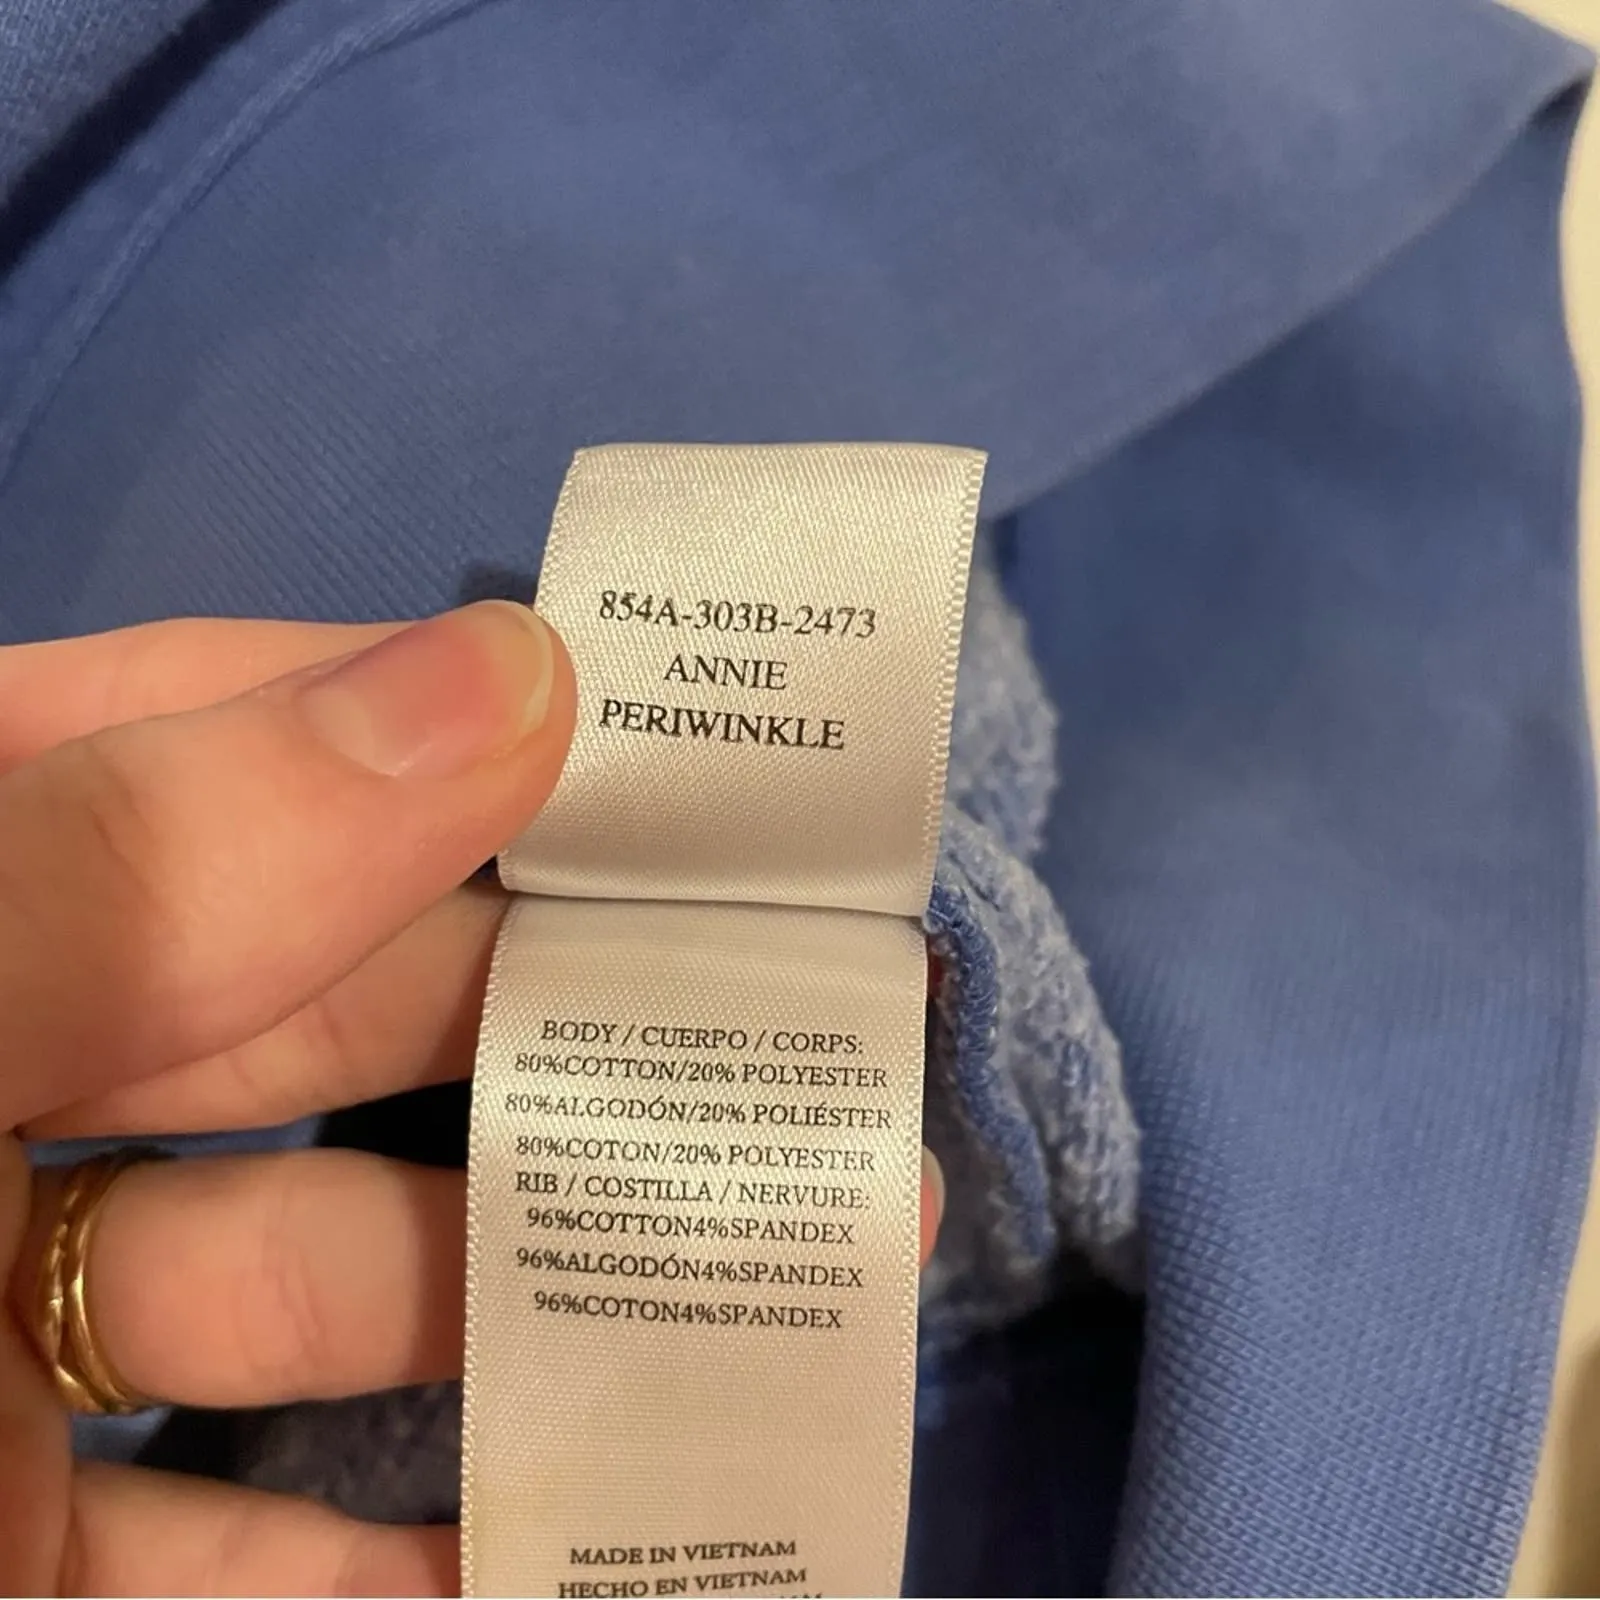 854A-303B-2473
ANNIE
PERIWINKLE
BODY / CUERPO / CORPS:
80%COTTON/20% POLYESTER
80%ALGODÓN/20% POLIÉSTER
80%COTON/20% POLYESTER
RIB / COSTILLA / NERVURE:
96%COTTON4%SPANDEX
96%ALGODÓN4%SPANDEX
96%COTON4%SPANDEX
MADE IN VIETNAM
HECHO EN VIETNAM